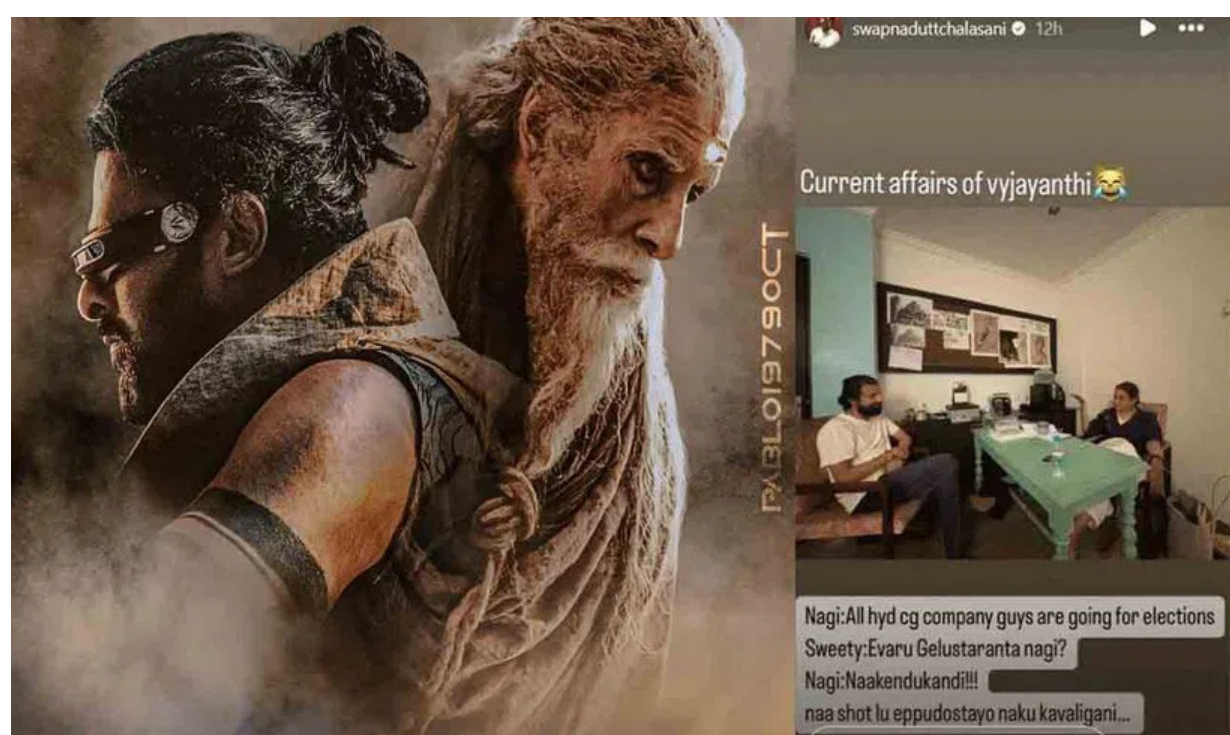 PABLO1979OCT
swapnaduttchalasani 12h
Current affairs of vyjayanthi😹
Nagi:All hyd cg company guys are going for elections
Sweety:Evaru Gelustaranta nagi?
Nagi:Naakendukandi!!!
naa shot lu eppudostayo naku kavaligani...